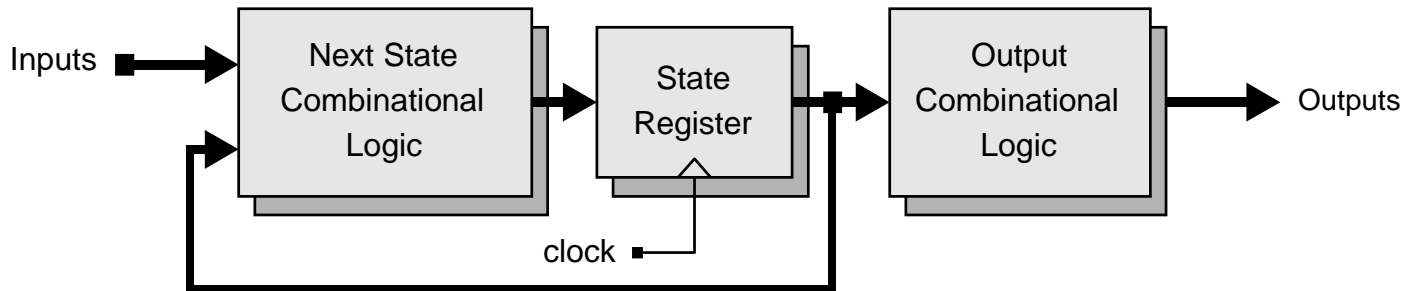 Inputs
Next State
Combinational
Logic
State
Register
clock
Output
Combinational
Logic
Outputs